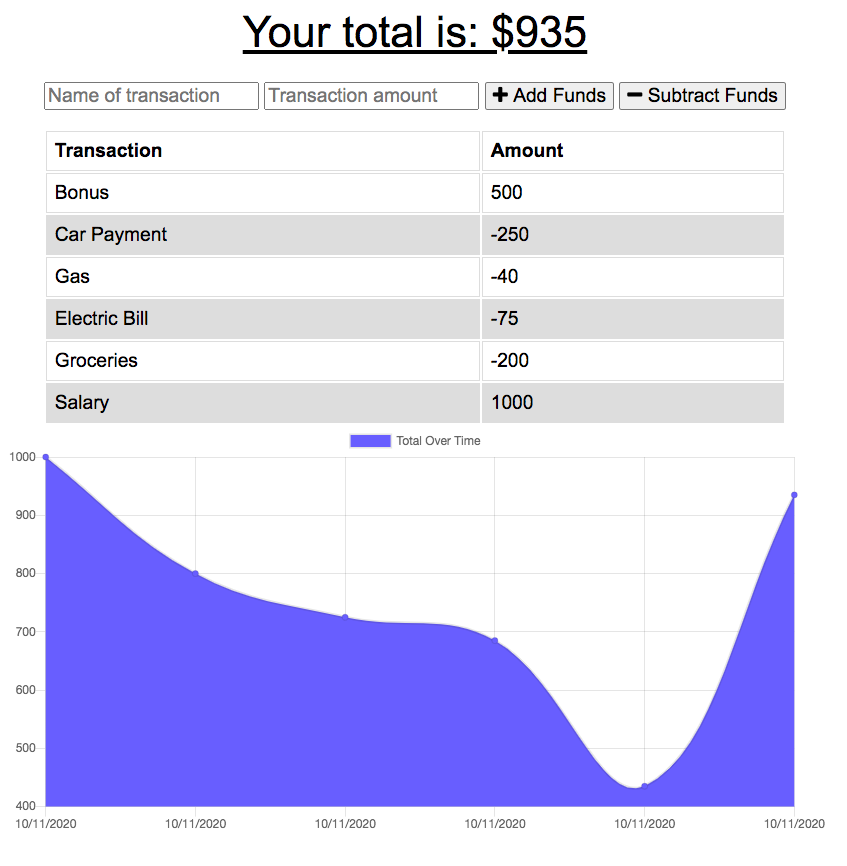 Your total is: $935
Name of transaction Transaction amount + Add Funds − Subtract Funds
Transaction Amount
Bonus 500
Car Payment -250
Gas -40
Electric Bill -75
Groceries -200
Salary 1000
Total Over Time
1000
900
800
700
600
500
400
10/11/2020 10/11/2020 10/11/2020 10/11/2020 10/11/2020 10/11/2020